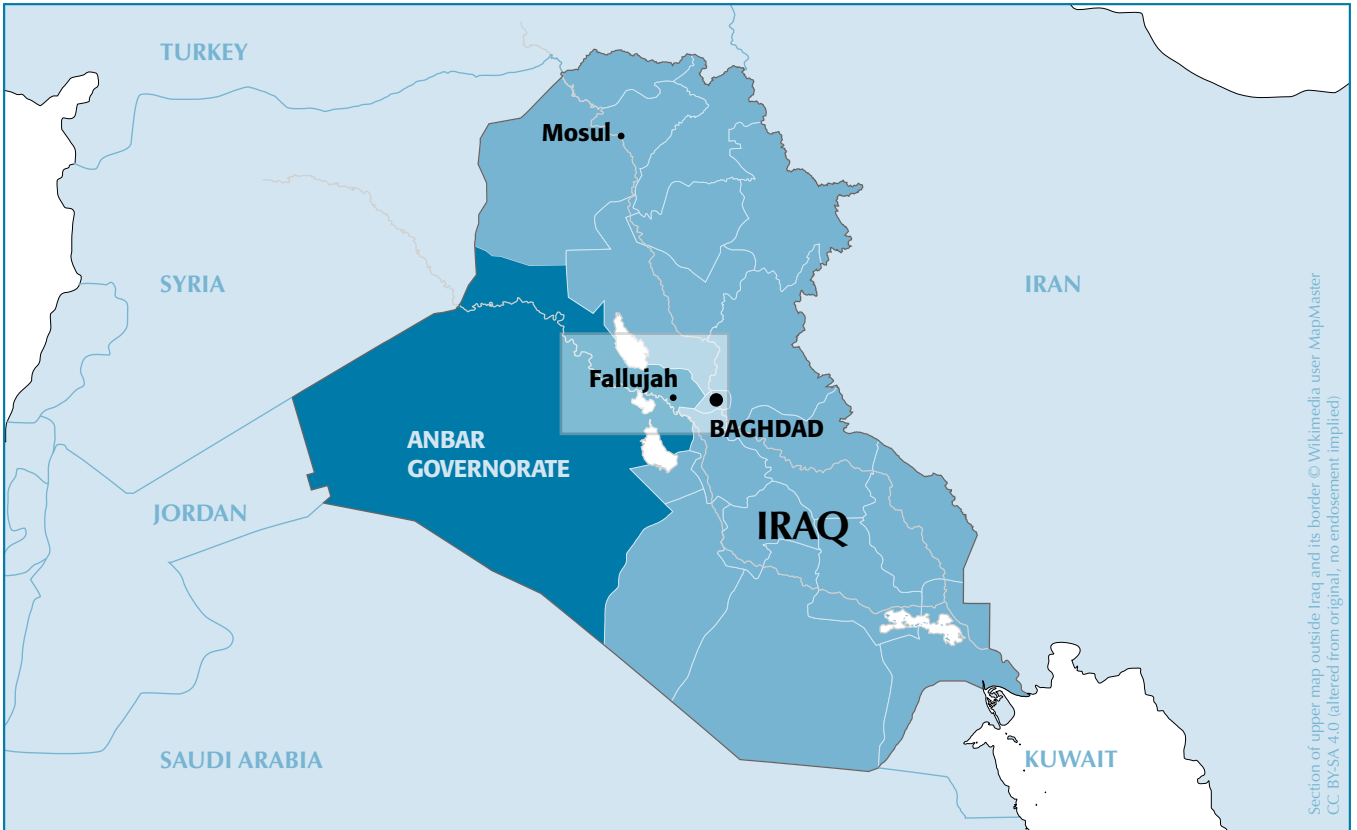 TURKEY
Mosul
SYRIA
IRAN
Fallujah
BAGHDAD
ANBAR
GOVERNORATE
JORDAN
IRAQ
SAUDI ARABIA
KUWAIT
Section of upper map outside Iraq and its border © Wikimedia user MapMaster
CC BY-SA 4.0 (altered from original, no endosement implied)